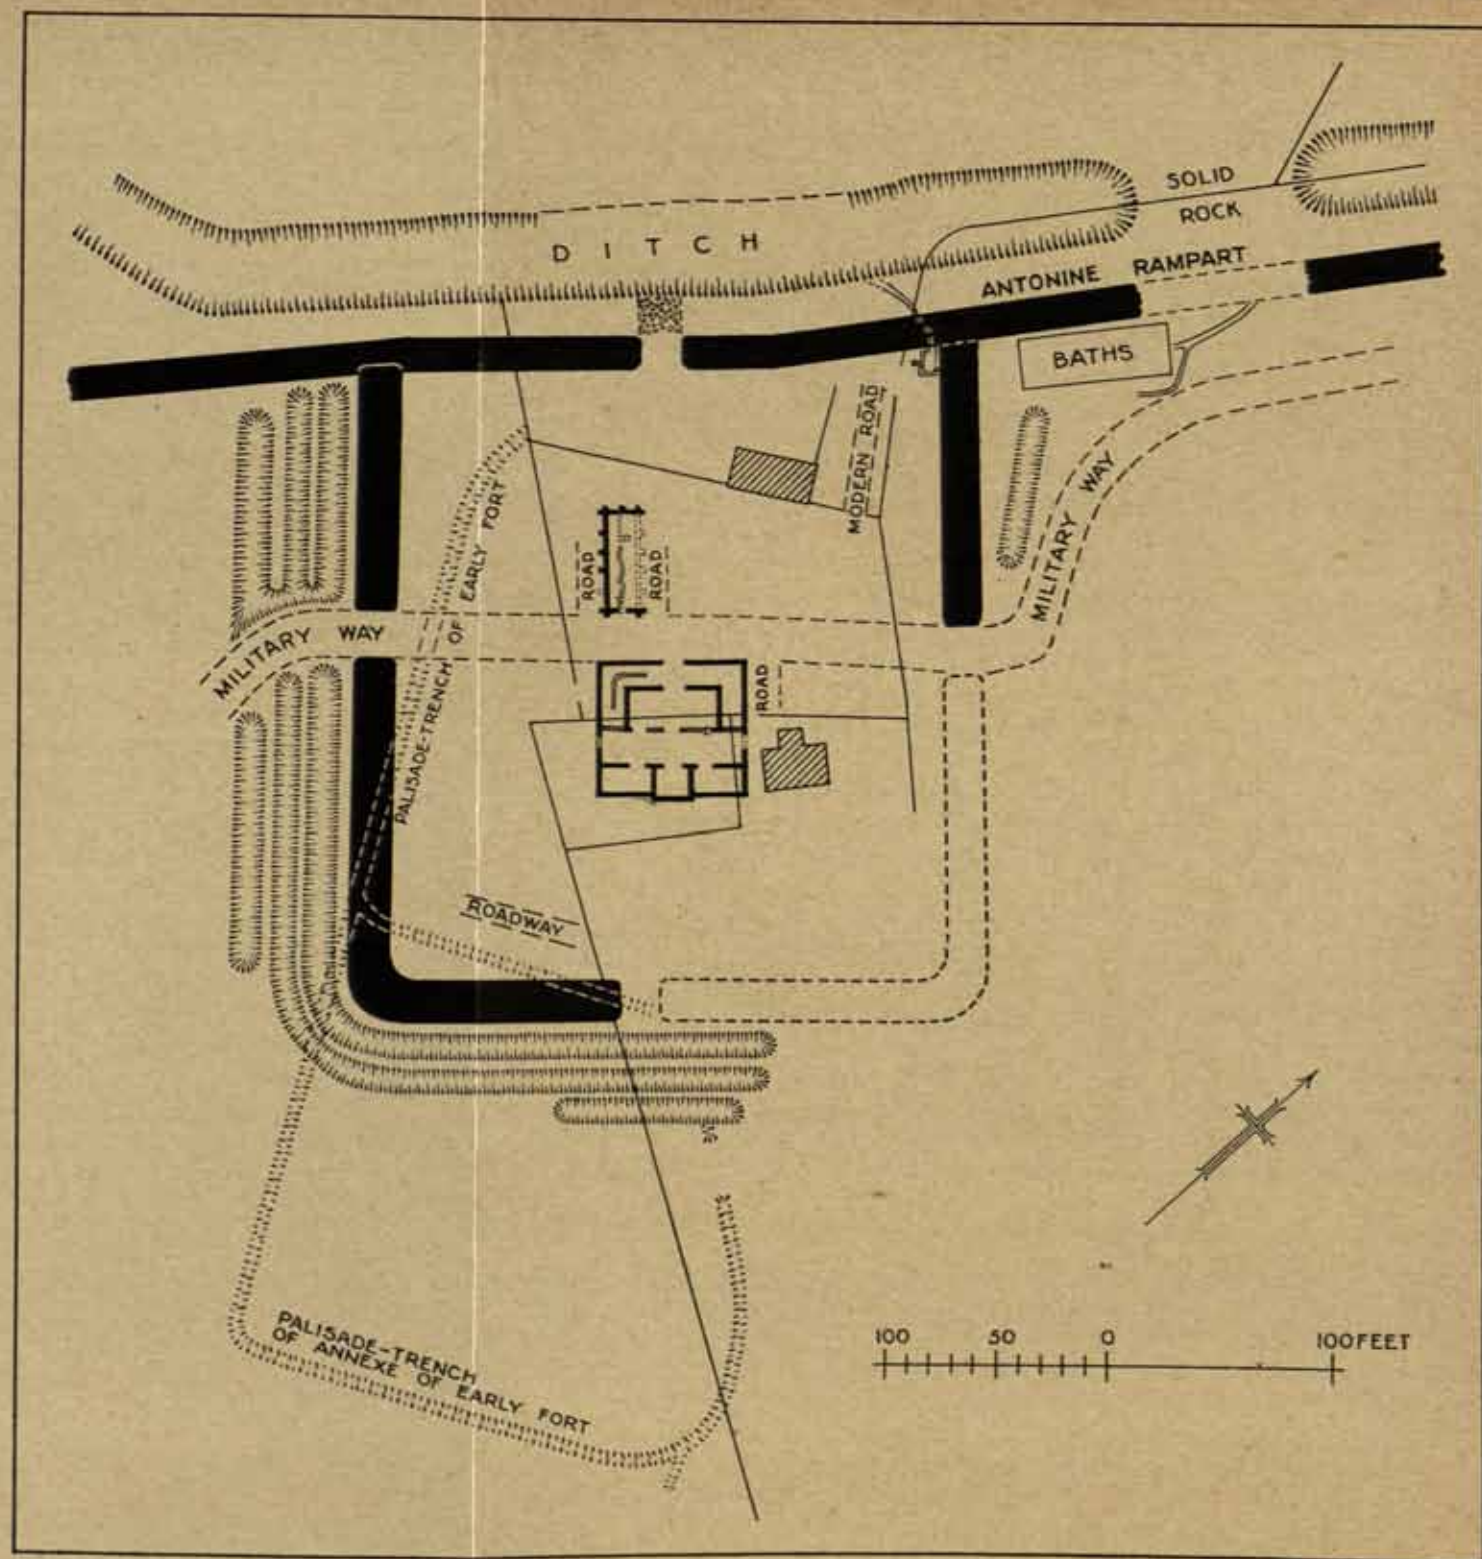 SOLID
ROCK
DITCH
ANTONINE RAMPART
BATHS
MODERN ROAD
MILITARY WAY
PALISADE-TRENCH OF EARLY FORT
ROAD
ROAD
MILITARY WAY
ROAD
ROADWAY
PALISADE-TRENCH
OF ANNEXE OF EARLY FORT
100 50 0 100 FEET